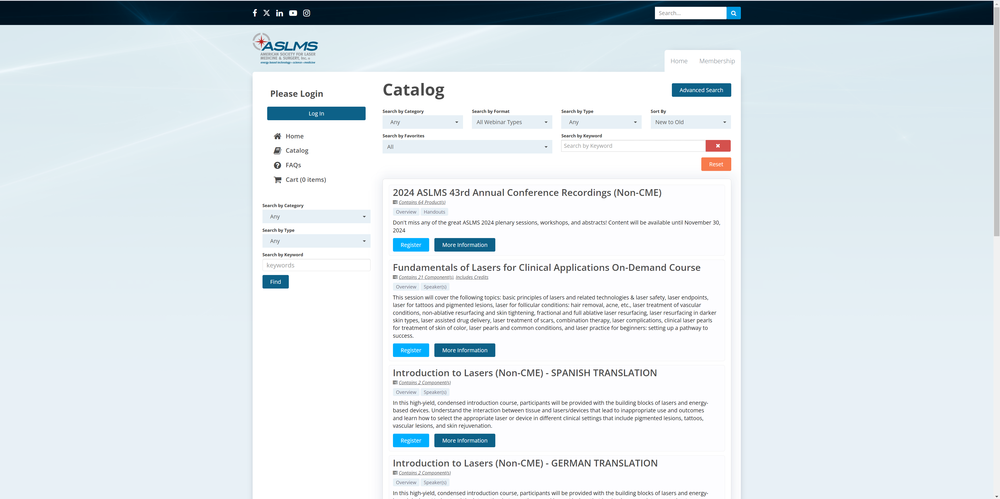 Search...
ASLMS
AMERICAN SOCIETY FOR LASER
MEDICINE & SURGERY, Inc.®
energy based technology • science • medicine
Home Membership
Please Login
Log In
Home
Catalog
FAQs
Cart (0 items)
Search by Category
Any
Search by Type
Any
Search by Keyword
keywords
Find
Catalog
Advanced Search
Search by Category Search by Format Search by Type Sort By
Any All Webinar Types Any New to Old
Search by Favorites Search by Keyword
All Search by Keyword
Reset
2024 ASLMS 43rd Annual Conference Recordings (Non-CME)
Contains 64 Product(s)
Overview Handouts
Don't miss any of the great ASLMS 2024 plenary sessions, workshops, and abstracts! Content will be available until November 30,
2024
Register More Information
Fundamentals of Lasers for Clinical Applications On-Demand Course
Contains 21 Component(s), Includes Credits
Overview Speaker(s)
This session will cover the following topics: basic principles of lasers and related technologies & laser safety, laser endpoints,
laser for tattoos and pigmented lesions, laser for follicular conditions: hair removal, acne, etc., laser treatment of vascular
conditions, non-ablative resurfacing and skin tightening, fractional and full ablative laser resurfacing, laser resurfacing in darker
skin types, laser assisted drug delivery, laser treatment of scars, combination therapy, laser complications, clinical laser pearls
for treatment of skin of color, laser pearls and common conditions, and laser practice for beginners: setting up a pathway to
success.
Register More Information
Introduction to Lasers (Non-CME) - SPANISH TRANSLATION
Contains 2 Component(s)
Overview Speaker(s)
In this high-yield, condensed introduction course, participants will be provided with the building blocks of lasers and energy-
based devices. Understand the interaction between tissue and lasers/devices that lead to inappropriate use and outcomes
and learn how to select the appropriate laser or device in different clinical settings that include pigmented lesions, tattoos,
vascular lesions, and skin rejuvenation.
Register More Information
Introduction to Lasers (Non-CME) - GERMAN TRANSLATION
Contains 2 Component(s)
Overview Speaker(s)
In this high-yield, condensed introduction course, participants will be provided with the building blocks of lasers and energy-